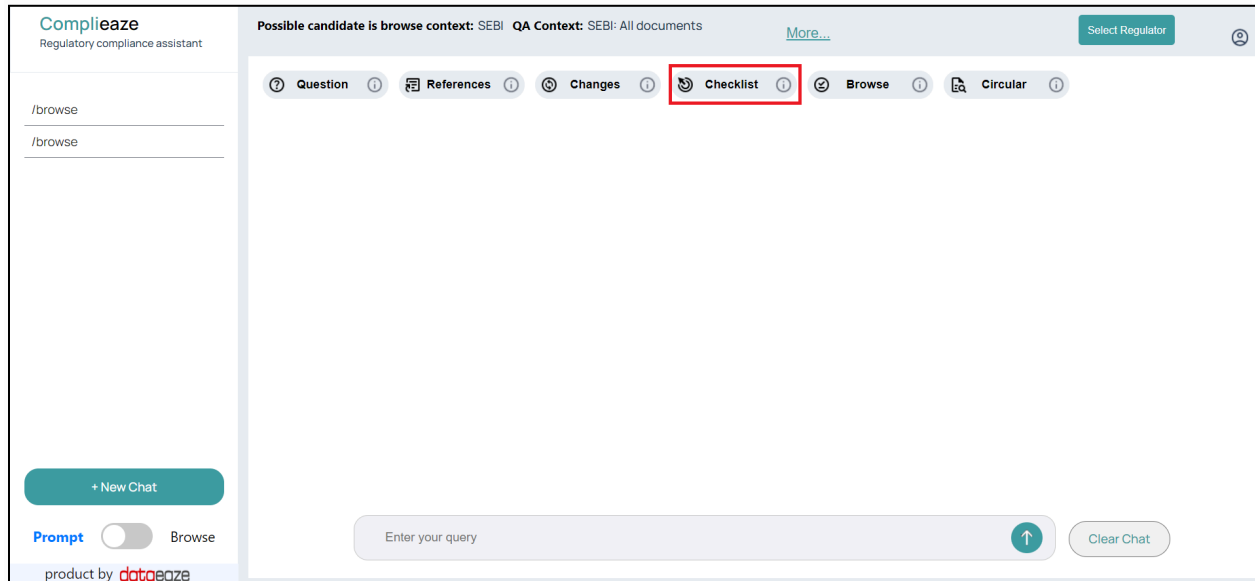 Complieaze
Regulatory compliance assistant
Possible candidate is browse context: SEBI QA Context: SEBI: All documents
More...
Select Regulator
Question
References
Changes
Checklist
Browse
Circular
/browse
/browse
+ New Chat
Prompt
Browse
product by dataeaze
Enter your query
Clear Chat